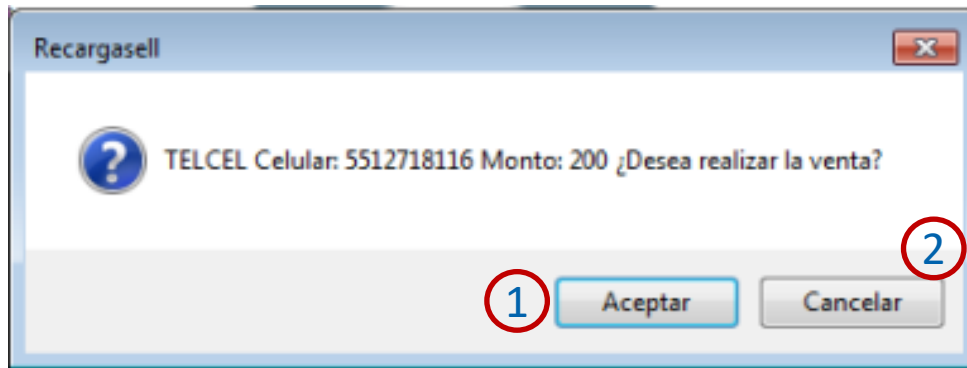 Recargasell
TELCEL Celular: 5512718116 Monto: 200 ¿Desea realizar la venta?
2
1 Aceptar Cancelar